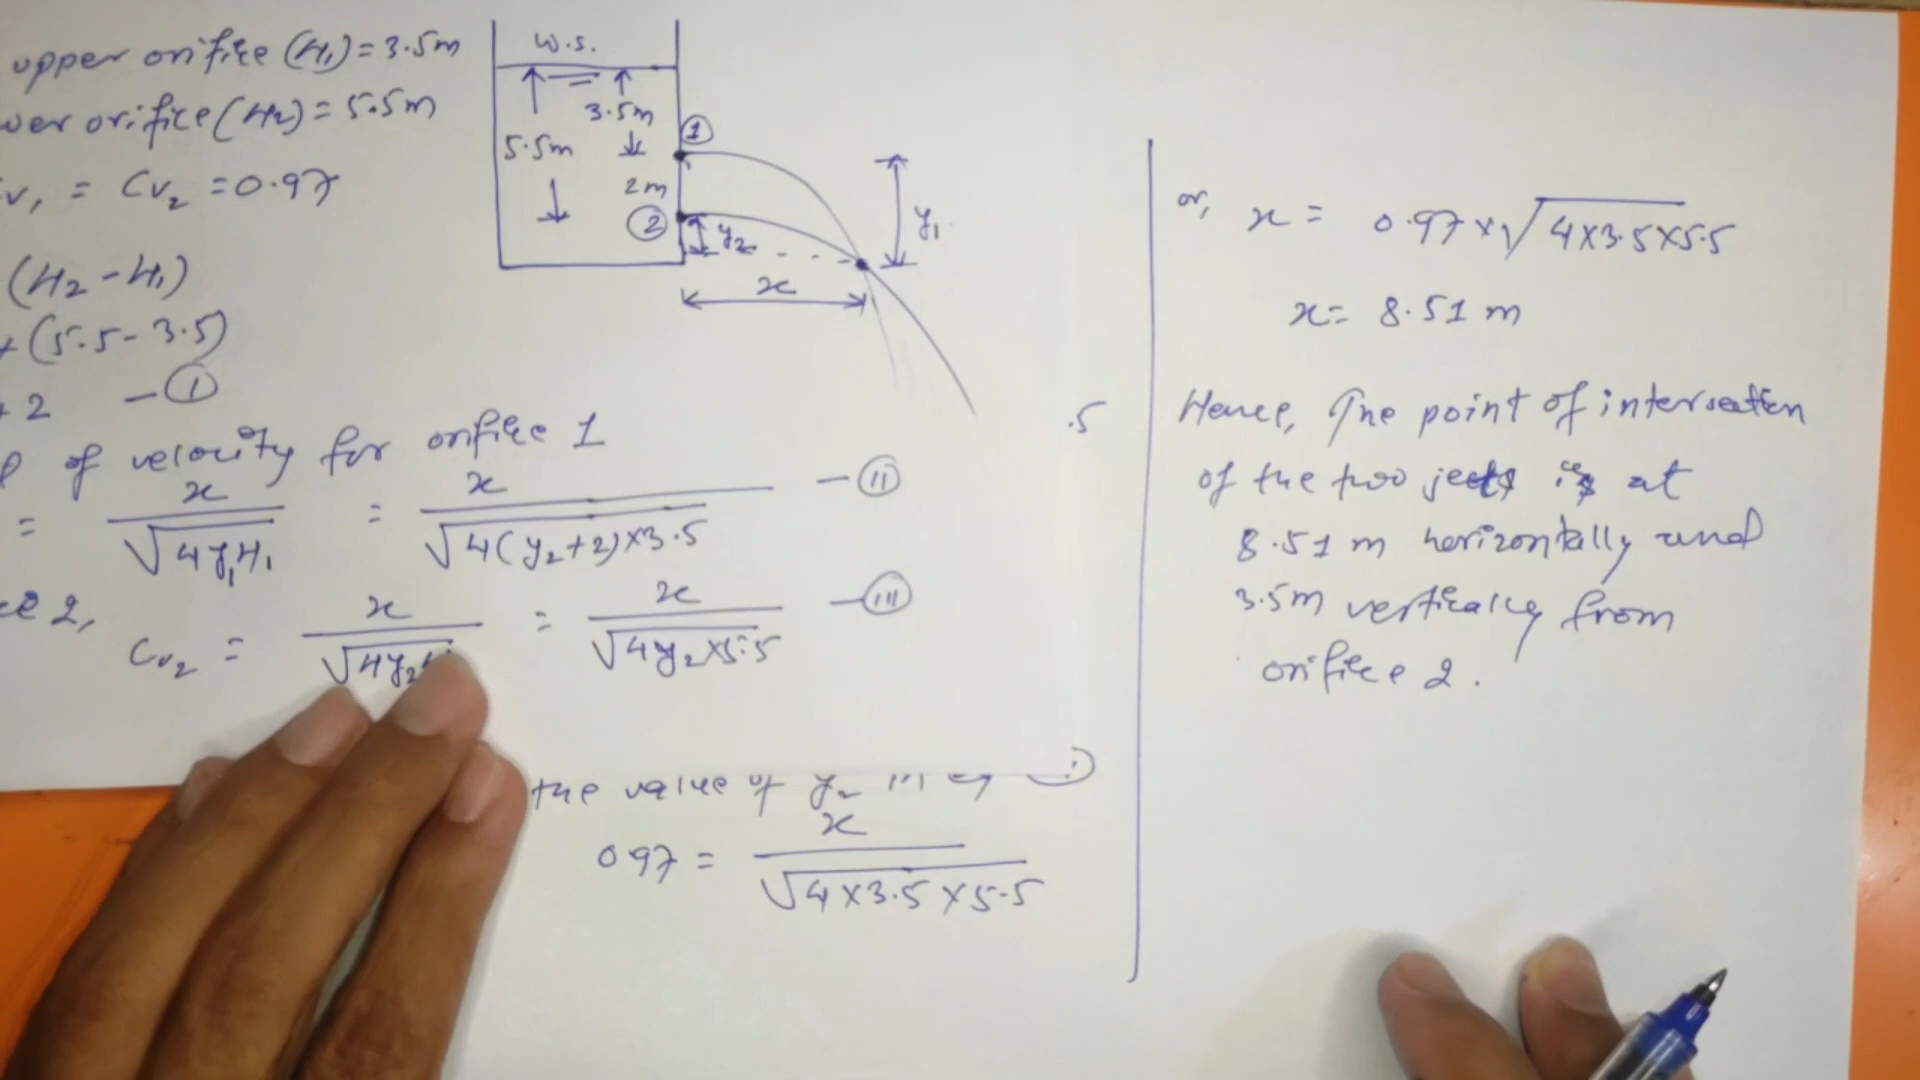 upper orifice (H₁) = 3.5m
wer orifice (H₂) = 5.5m
v₁ = Cv₂ = 0.97
(H₂ - H₁)
+ (5.5 - 3.5)
+ 2 - ①
of velocity for orifice 1
= x / √4y₁H₁ = x / √4(y₂+2)×3.5 - ⓘⓘ
ce 2, Cv₂ = x / √4y₂ = x / √4y₂×5.5 - ⓘⓘⓘ
W.S.
3.5m
①
5.5m
2m
②
y₂
y₁
x
.5
the value of y₂ in
0.97 = x / √4×3.5×5.5
or, x = 0.97×√4×3.5×5.5
x = 8.51 m
Hence, The point of intersection
of the two jets is at
8.51 m horizontally and
3.5m vertically from
orifice 2.